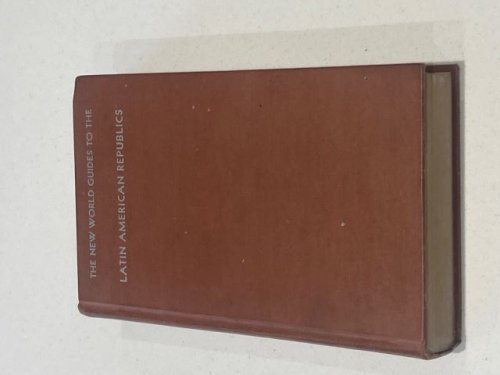 THE NEW WORLD GUIDES TO THE
LATIN AMERICAN REPUBLICS